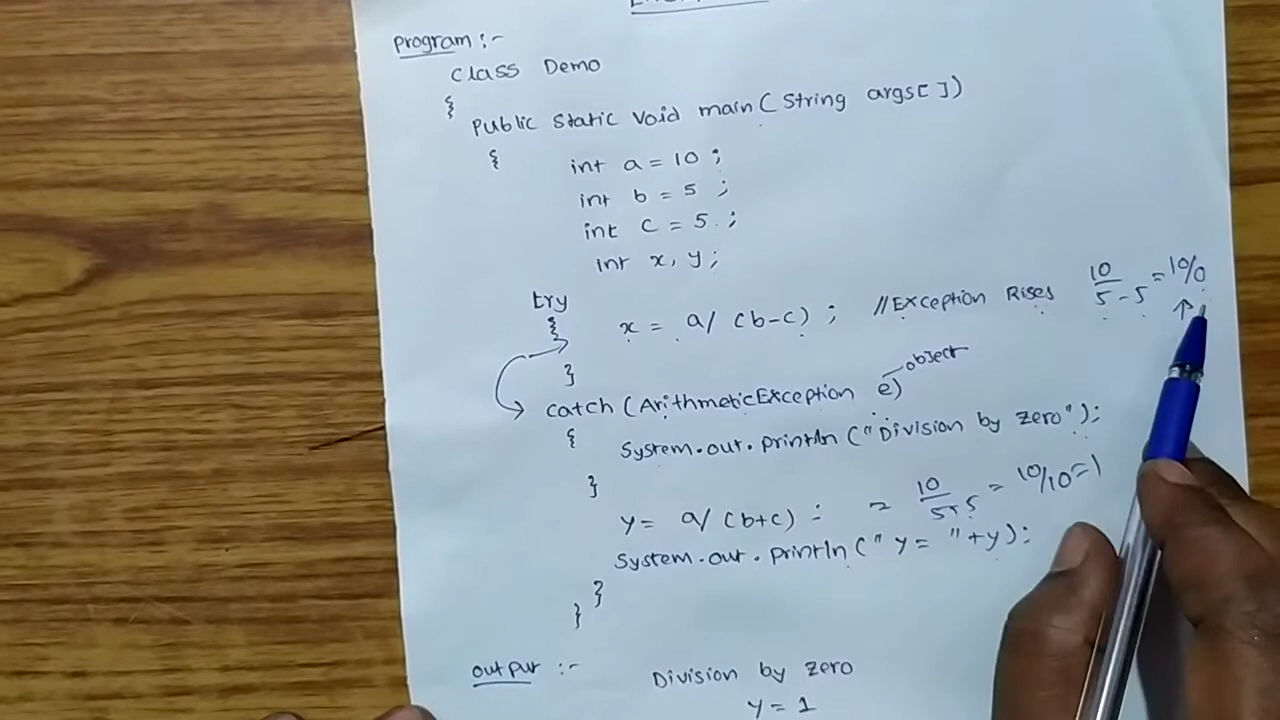 Program :-
Class Demo
{
Public Static Void main ( String args[ ])
{ int a = 10 ;
int b = 5 ;
int c = 5 ;
int x, y ;
try
{ x = a/ (b-c) ; //Exception Rises 10/5-5 = 10/0
}
catch (ArithmeticException e) object
{ System.out.println ("Division by zero");
}
y = a/ (b+c) ; = 10/5+5 = 10/10=1
System.out.println (" y = "+y);
}
}
output :- Division by zero
y = 1